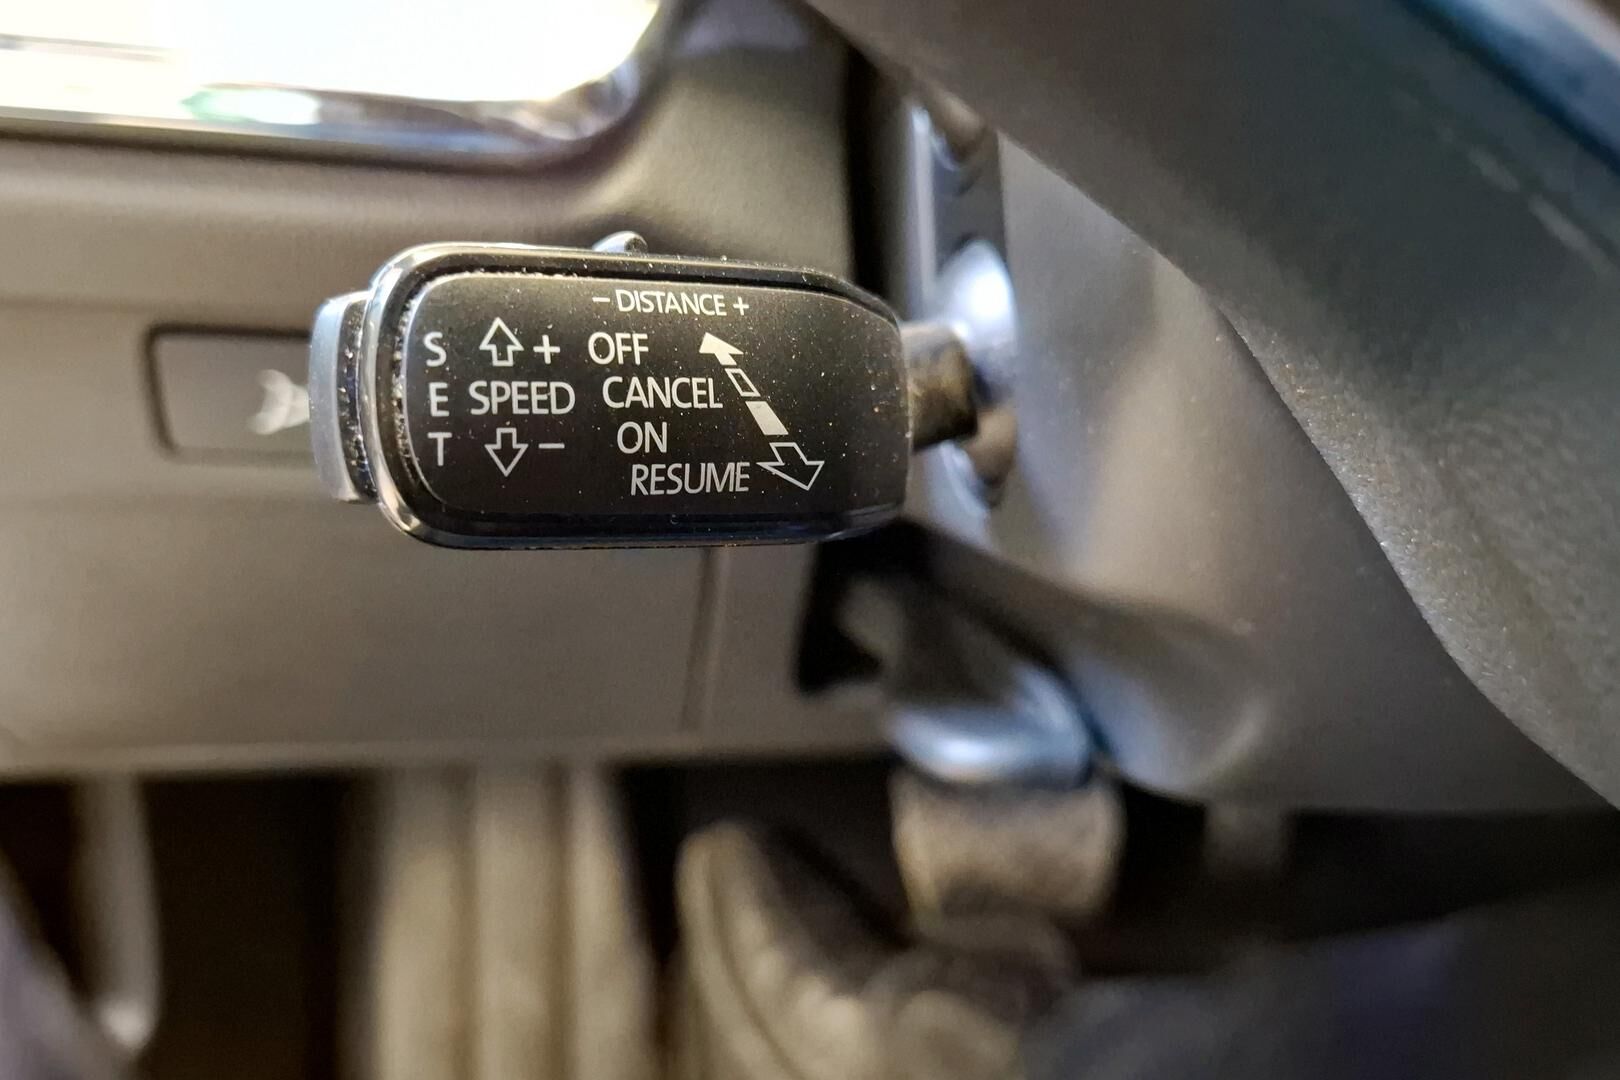 - DISTANCE +
S + OFF
E SPEED CANCEL
T - ON
RESUME